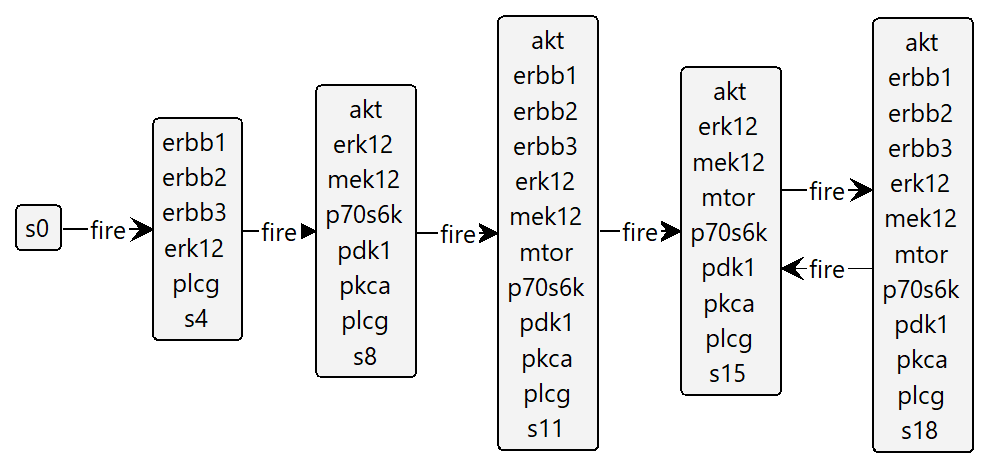 s0
fire
erbb1
erbb2
erbb3
erk12
plcg
s4
fire
akt
erk12
mek12
p70s6k
pdk1
pkca
plcg
s8
fire
akt
erbb1
erbb2
erbb3
erk12
mek12
mtor
p70s6k
pdk1
pkca
plcg
s11
fire
akt
erk12
mek12
mtor
p70s6k
pdk1
pkca
plcg
s15
fire
fire
akt
erbb1
erbb2
erbb3
erk12
mek12
mtor
p70s6k
pdk1
pkca
plcg
s18